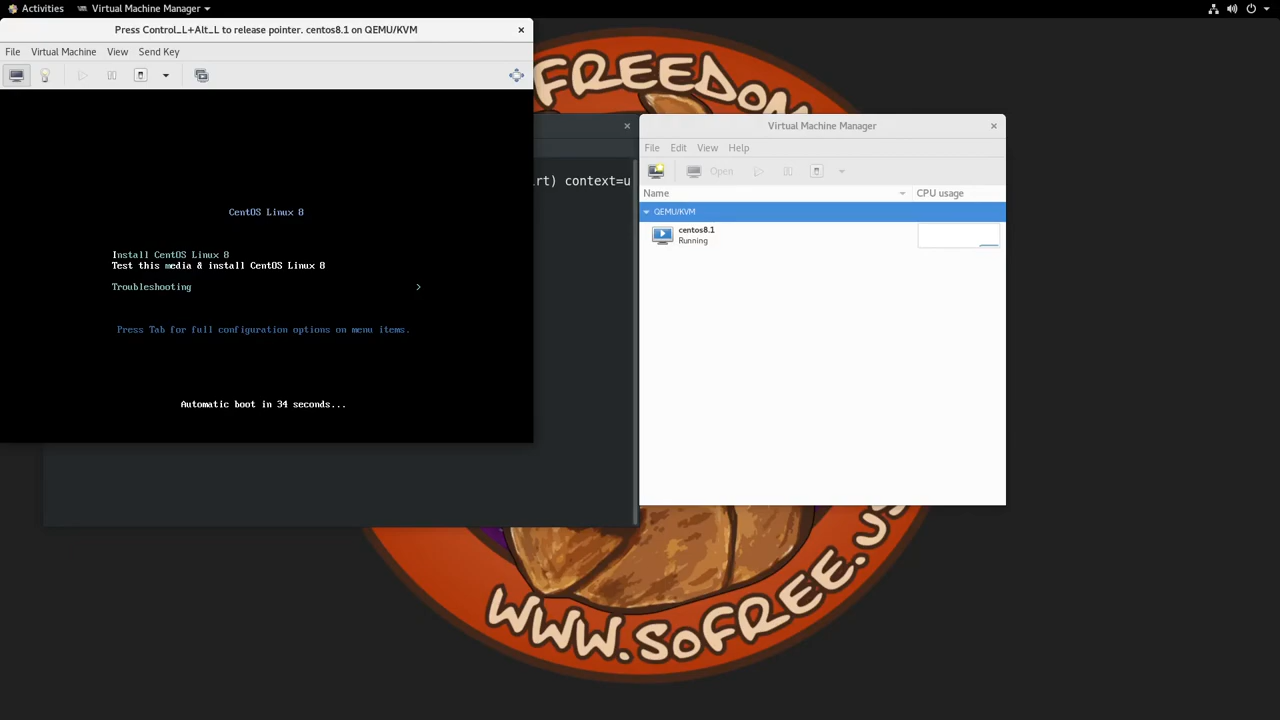 Activities
Virtual Machine Manager
Press Control_L+Alt_L to release pointer. centos8.1 on QEMU/KVM
File Virtual Machine View Send Key
CentOS Linux 8
Install CentOS Linux 8
Test this media & install CentOS Linux 8
Troubleshooting >
Press Tab for full configuration options on menu items.
Automatic boot in 34 seconds...
rt) context=u
Virtual Machine Manager
File Edit View Help
Open
Name CPU usage
QEMU/KVM
centos8.1
Running
FREEDOM
WWW.SOFREE.US